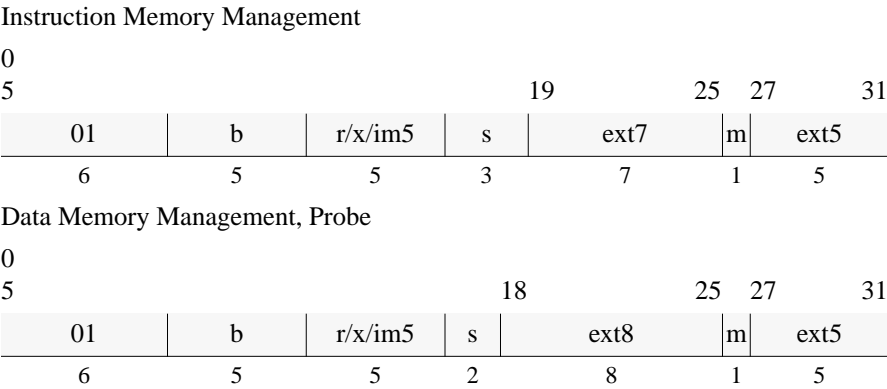 Instruction Memory Management
0
5 19 25 27 31
01 b r/x/im5 s ext7 m ext5
6 5 5 3 7 1 5
Data Memory Management, Probe
0
5 18 25 27 31
01 b r/x/im5 s ext8 m ext5
6 5 5 2 8 1 5